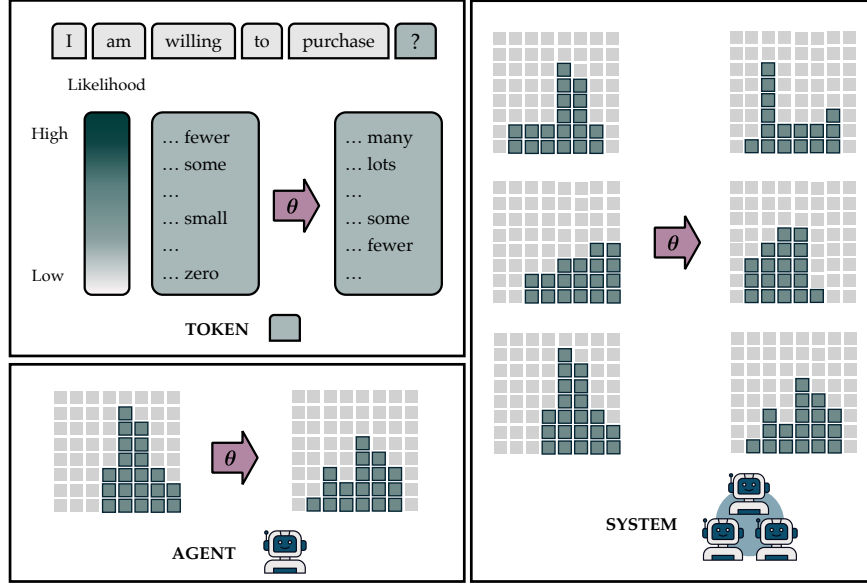 I am willing to purchase ?
Likelihood
High
Low
... fewer
... some
...
... small
...
... zero
θ
... many
... lots
...
... some
... fewer
...
TOKEN
θ
AGENT
θ
SYSTEM